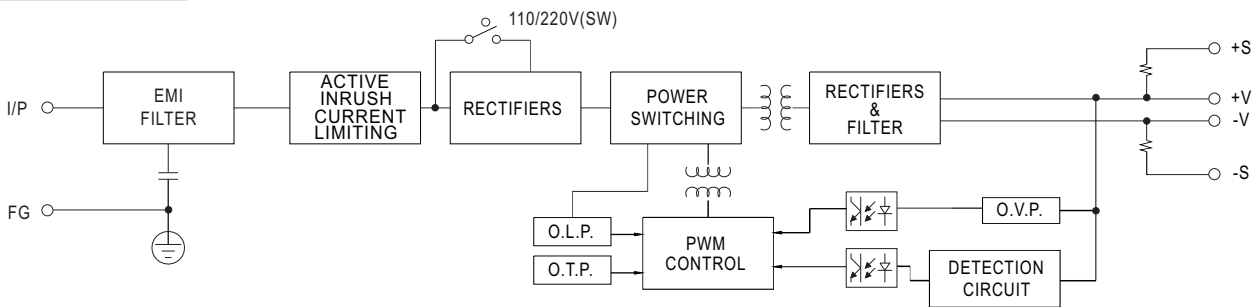 110/220V(SW)
I/P
EMI
FILTER
ACTIVE
INRUSH
CURRENT
LIMITING
RECTIFIERS
POWER
SWITCHING
RECTIFIERS
&
FILTER
+S
+V
-V
-S
FG
O.L.P.
O.T.P.
PWM
CONTROL
O.V.P.
DETECTION
CIRCUIT